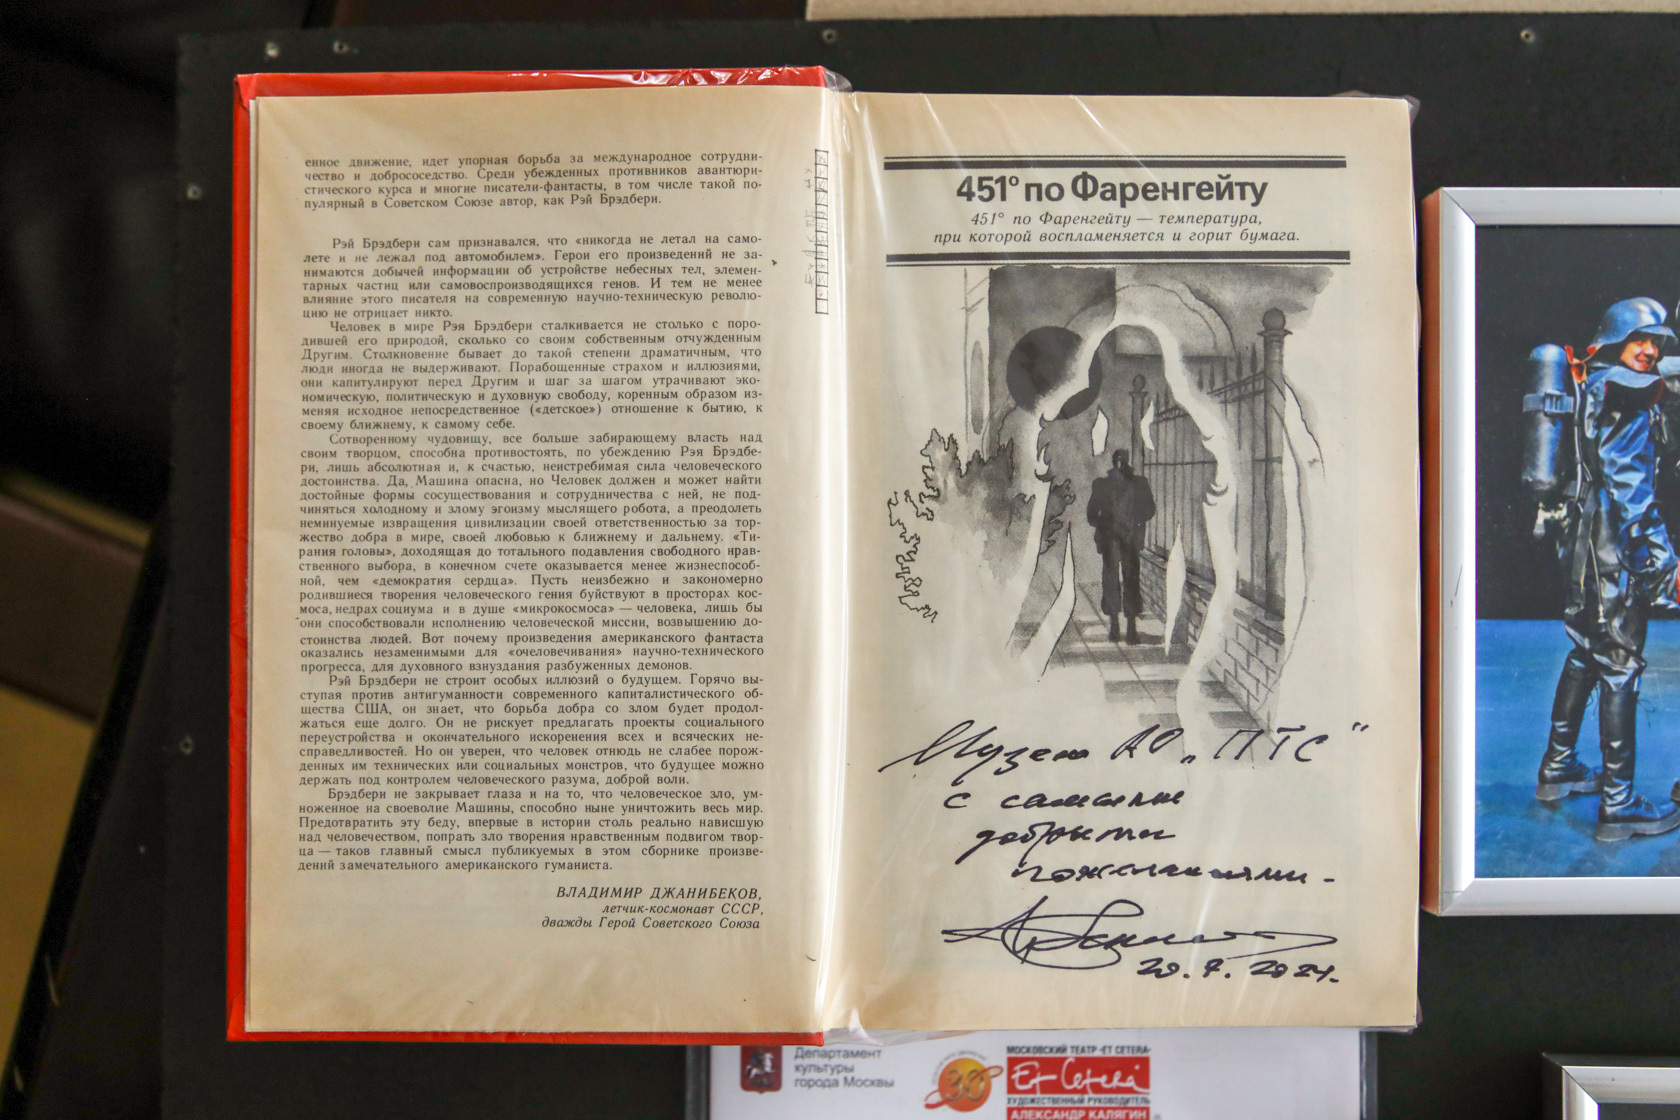 енное движение, идет упорная борьба за международное сотрудни-
чество и добрососедство. Среди убежденных противников авантюри-
стического курса и многие писатели-фантасты, в том числе такой по-
пулярный в Советском Союзе автор, как Рэй Брэдбери.
Рэй Брэдбери сам признавался, что «никогда не летал на само-
лете и не лежал под автомобилем». Герои его произведений не за-
нимаются добычей информации об устройстве небесных тел, элемен-
тарных частиц или самовоспроизводящихся генов. И тем не менее
влияние этого писателя на современную научно-техническую револю-
цию не отрицает никто.
Человек в мире Рэя Брэдбери сталкивается не столько с поро-
дившей его природой, сколько со своим собственным отчужденным
Другим. Столкновение бывает до такой степени драматичным, что
люди иногда не выдерживают. Порабощенные страхом и иллюзиями,
они капитулируют перед Другим и шаг за шагом утрачивают эко-
номическую, политическую и духовную свободу, коренным образом из-
меняя исходное непосредственное («детское») отношение к бытию, к
своему ближнему, к самому себе.
Сотворенному чудовищу, все больше забирающему власть над
своим творцом, способна противостоять, по убеждению Рэя Брэдбе-
ри, лишь абсолютная и, к счастью, неистребимая сила человеческого
достоинства. Да, Машина опасна, но Человек должен и может найти
достойные формы сосуществования и сотрудничества с ней, не под-
чиняться холодному и злому эгоизму мыслящего робота, а преодолеть
неминуемые извращения цивилизации своей ответственностью за тор-
жество добра в мире, своей любовью к ближнему и дальнему. «Ти-
рания головы», доходящая до тотального подавления свободного нрав-
ственного выбора, в конечном счете оказывается менее жизнеспособ-
ной, чем «демократия сердца». Пусть неизбежно и закономерно
родившиеся творения человеческого гения буйствуют в просторах кос-
моса, недрах социума и в душе «микрокосмоса» — человека, лишь бы
они способствовали исполнению человеческой миссии, возвышению до-
стоинства людей. Вот почему произведения американского фантаста
оказались незаменимыми для «очеловечивания» научно-технического
прогресса, для духовного взнуздания разбуженных демонов.
Рэй Брэдбери не строит особых иллюзий о будущем. Горячо вы-
ступая против антигуманности современного капиталистического об-
щества США, он знает, что борьба добра со злом будет продол-
жаться еще долго. Он не рискует предлагать проекты социального
переустройства и окончательного искоренения всех и всяческих не-
справедливостей. Но он уверен, что человек отнюдь не слабее порож-
денных им технических или социальных монстров, что будущее можно
держать под контролем человеческого разума, доброй воли.
Брэдбери не закрывает глаза и на то, что человеческое зло, ум-
ноженное на своеволие Машины, способно ныне уничтожить весь мир.
Предотвратить эту беду, впервые в истории столь реально нависшую
над человечеством, попрать зло творения нравственным подвигом твор-
ца — таков главный смысл публикуемых в этом сборнике произве-
дений замечательного американского гуманиста.
ВЛАДИМИР ДЖАНИБЕКОВ,
летчик-космонавт СССР,
дважды Герой Советского Союза
451° по Фаренгейту
451° по Фаренгейту — температура,
при которой воспламеняется и горит бумага.
Музею АО „ПТС"
с самыми
добрыми
пожеланиями.
20.7.2024.
Департамент
культуры
города Москвы
30
МОСКОВСКИЙ ТЕАТР «ET CETERA»
Et Cetera
ХУДОЖЕСТВЕННЫЙ РУКОВОДИТЕЛЬ
АЛЕКСАНДР КАЛЯГИН